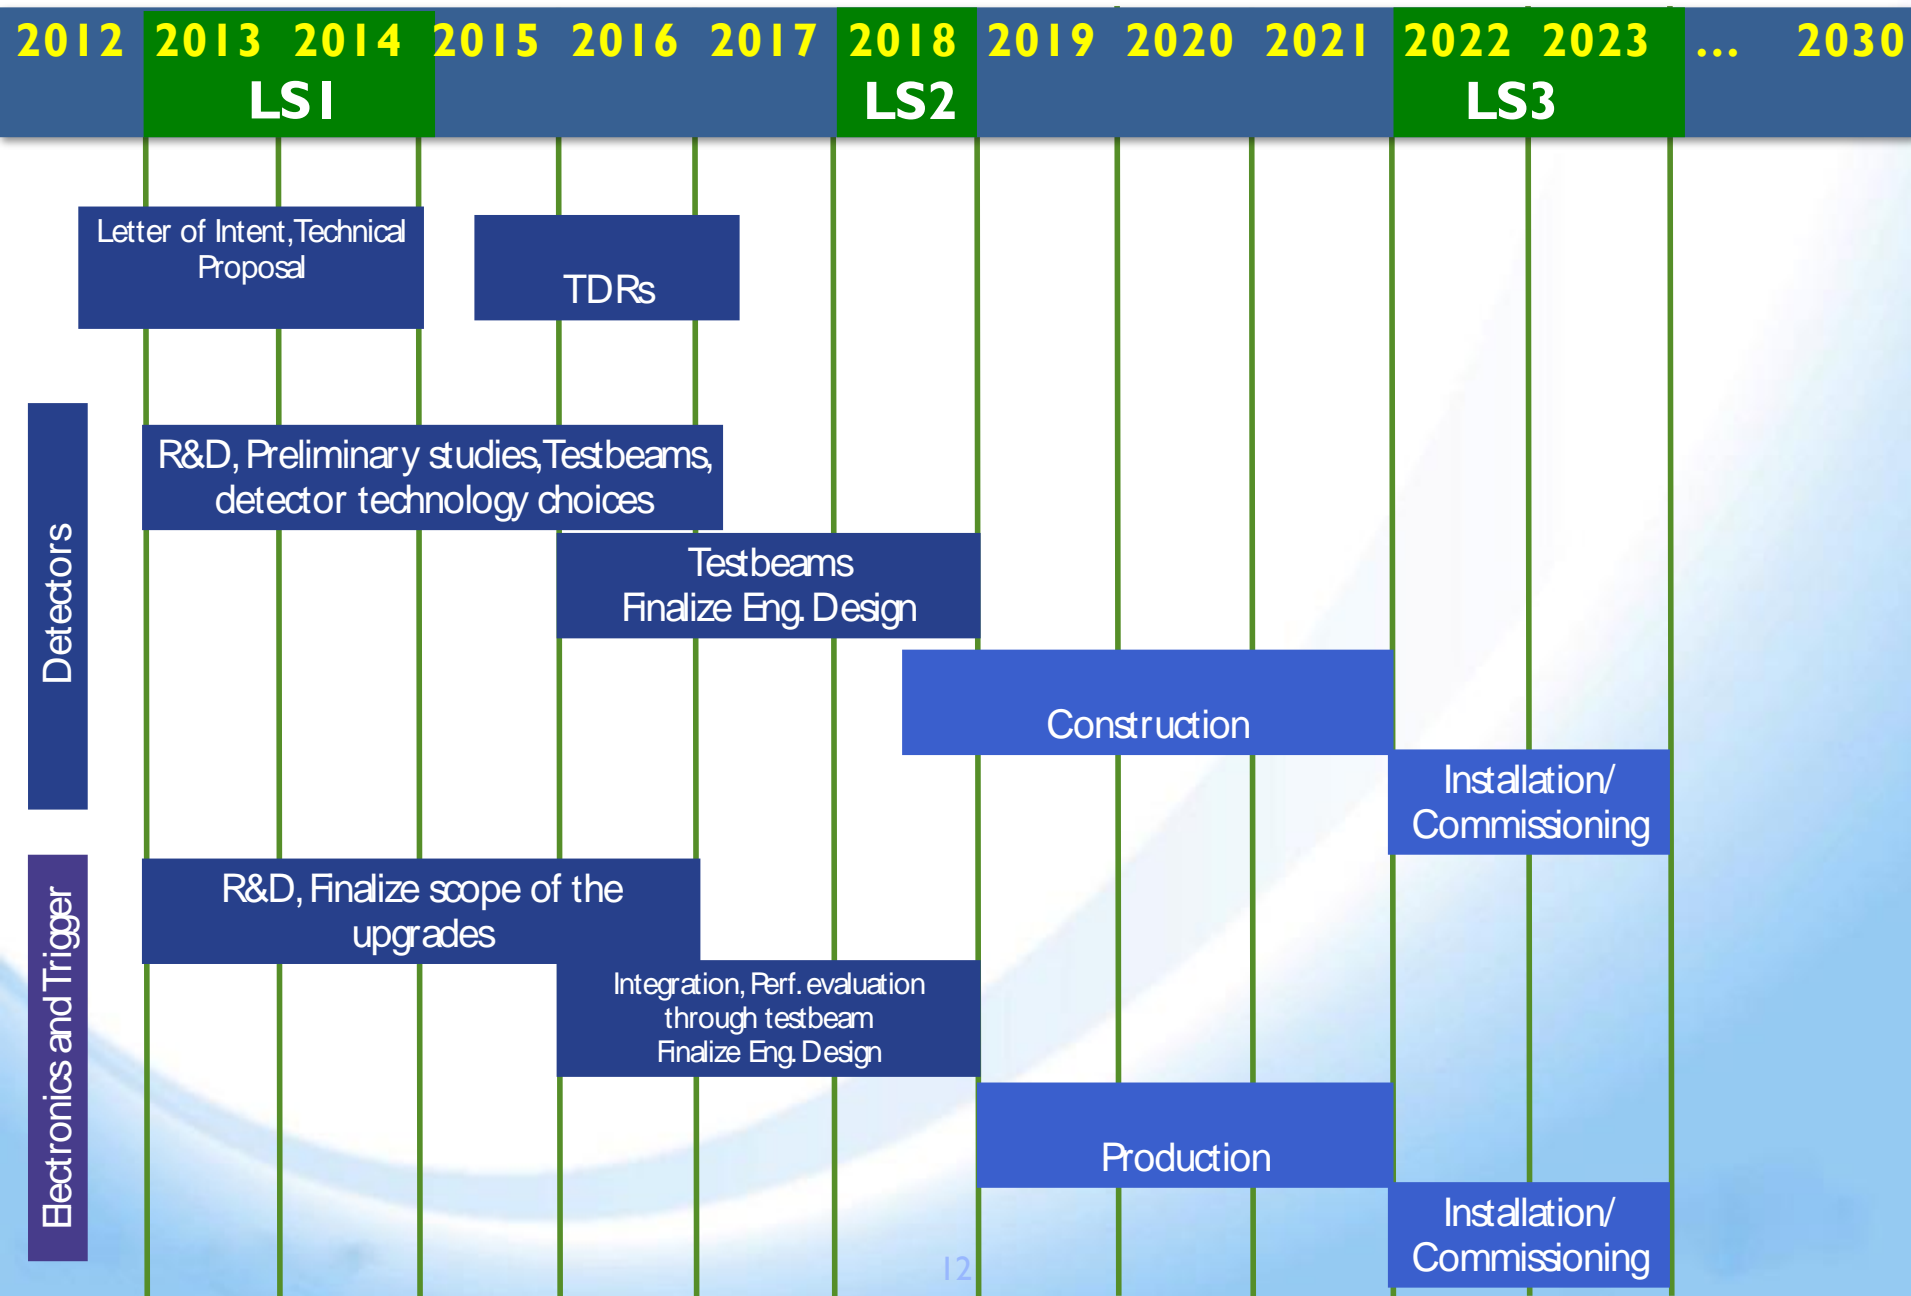 2012 2013 2014 2015 2016 2017 2018 2019 2020 2021 2022 2023 ... 2030
LS1 LS2 LS3
Letter of Intent, Technical
Proposal
TDRs
Detectors
R&D, Preliminary studies, Testbeams,
detector technology choices
Testbeams
Finalize Eng. Design
Construction
Installation/
Commissioning
Electronics and Trigger
R&D, Finalize scope of the
upgrades
Integration, Perf. evaluation
through testbeam
Finalize Eng. Design
Production
Installation/
Commissioning
12